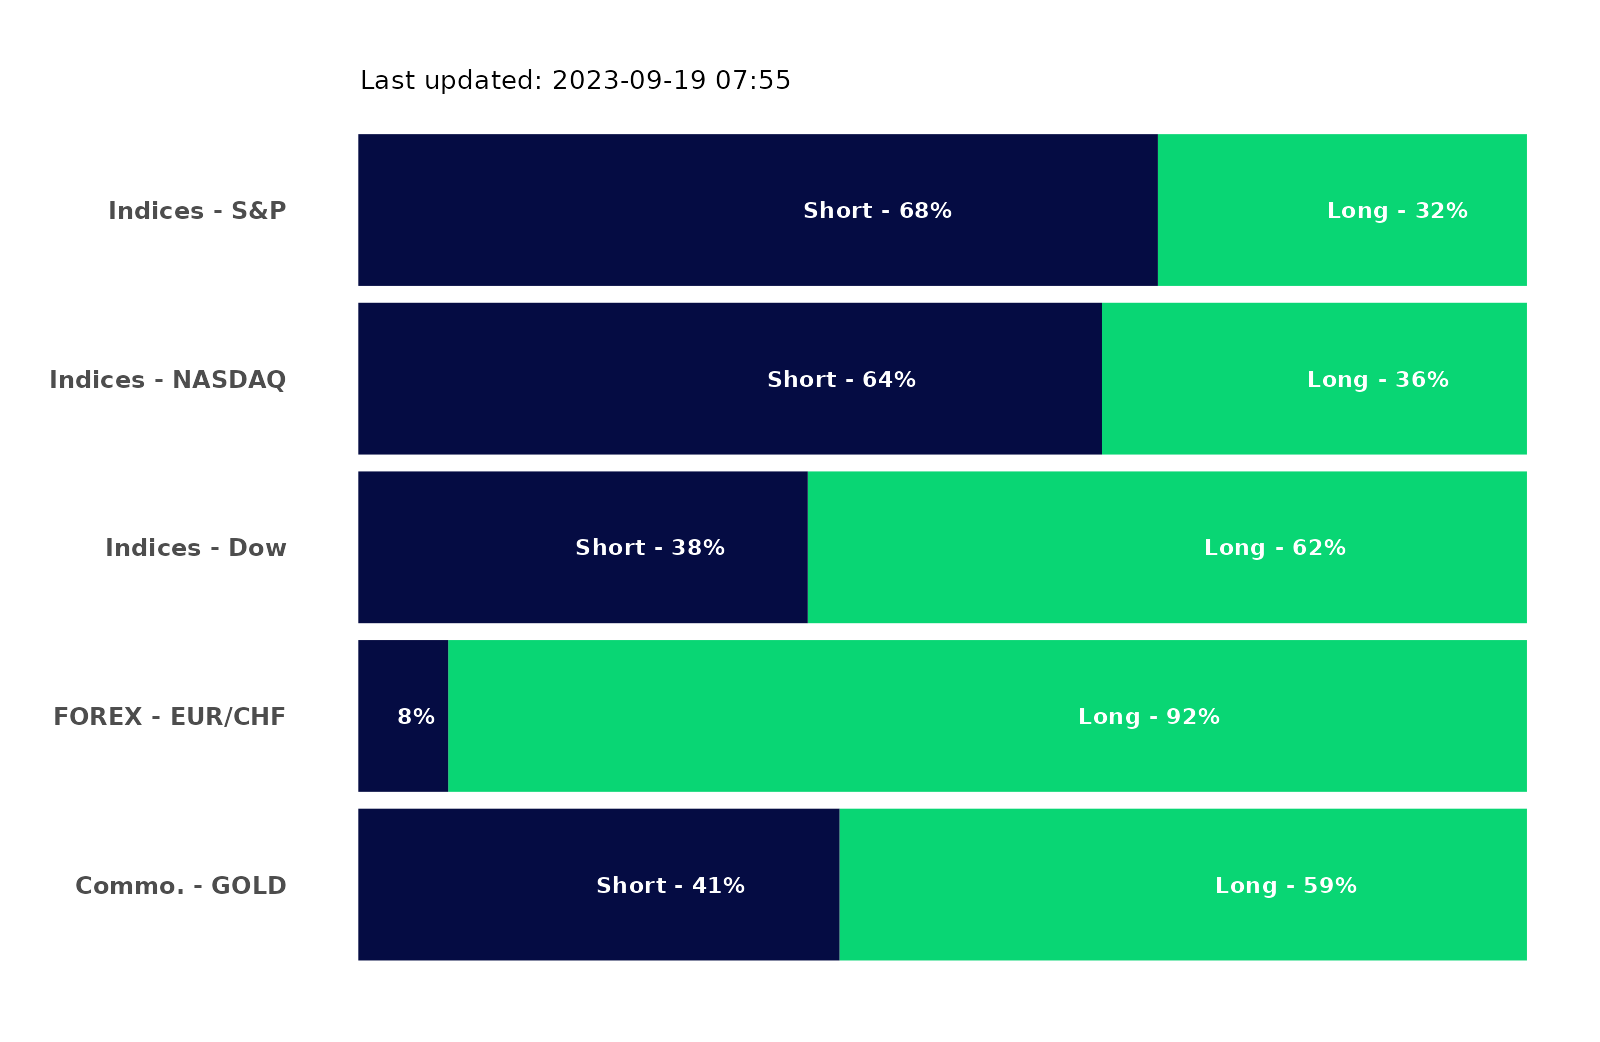 Last updated: 2023-09-19 07:55
Indices - S&P
Short - 68%
Long - 32%
Indices - NASDAQ
Short - 64%
Long - 36%
Indices - Dow
Short - 38%
Long - 62%
FOREX - EUR/CHF
8%
Long - 92%
Commo. - GOLD
Short - 41%
Long - 59%